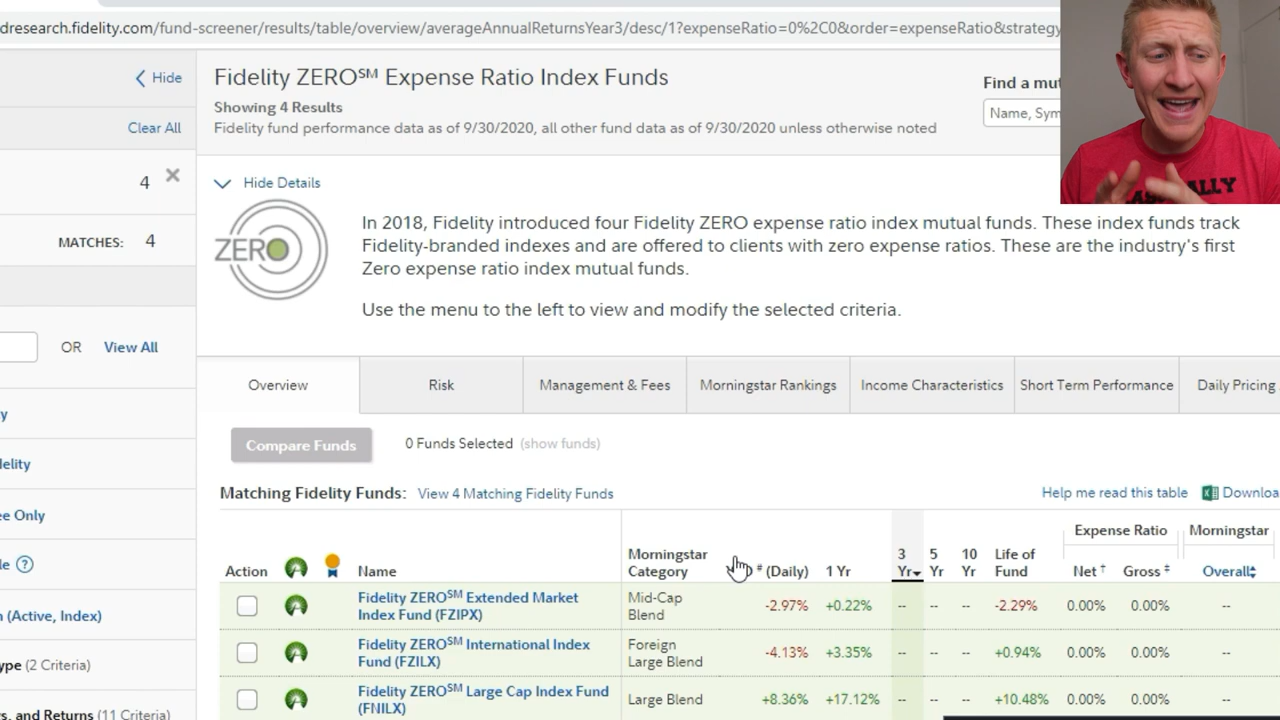 dresearch.fidelity.com/fund-screener/results/table/overview/averageAnnualReturnsYear3/desc/1?expenseRatio=0%2C0&order=expenseRatio&strategy
Hide
Clear All
4
MATCHES: 4
OR View All
y
delity
ee Only
le
n (Active, Index)
ype (2 Criteria)
s, and Returns (11 Criteria)
Fidelity ZERO℠ Expense Ratio Index Funds
Showing 4 Results
Fidelity fund performance data as of 9/30/2020, all other fund data as of 9/30/2020 unless otherwise noted
Find a mut
Name, Sym
Hide Details
ZERO
In 2018, Fidelity introduced four Fidelity ZERO expense ratio index mutual funds. These index funds track
Fidelity-branded indexes and are offered to clients with zero expense ratios. These are the industry's first
Zero expense ratio index mutual funds.
Use the menu to the left to view and modify the selected criteria.
Overview Risk Management & Fees Morningstar Rankings Income Characteristics Short Term Performance Daily Pricing
Compare Funds 0 Funds Selected (show funds)
Matching Fidelity Funds: View 4 Matching Fidelity Funds
Help me read this table Downloa
Expense Ratio Morningstar
Action Name Morningstar Category (Daily) 1 Yr 3 Yr 5 Yr 10 Yr Life of Fund Net† Gross‡ Overall
Fidelity ZERO℠ Extended Market Mid-Cap
Index Fund (FZIPX) Blend -2.97% +0.22% -- -- -- -2.29% 0.00% 0.00% --
Fidelity ZERO℠ International Index Foreign
Fund (FZILX) Large Blend -4.13% +3.35% -- -- -- +0.94% 0.00% 0.00% --
Fidelity ZERO℠ Large Cap Index Fund
(FNILX) Large Blend +8.36% +17.12% -- -- -- +10.48% 0.00% 0.00% --